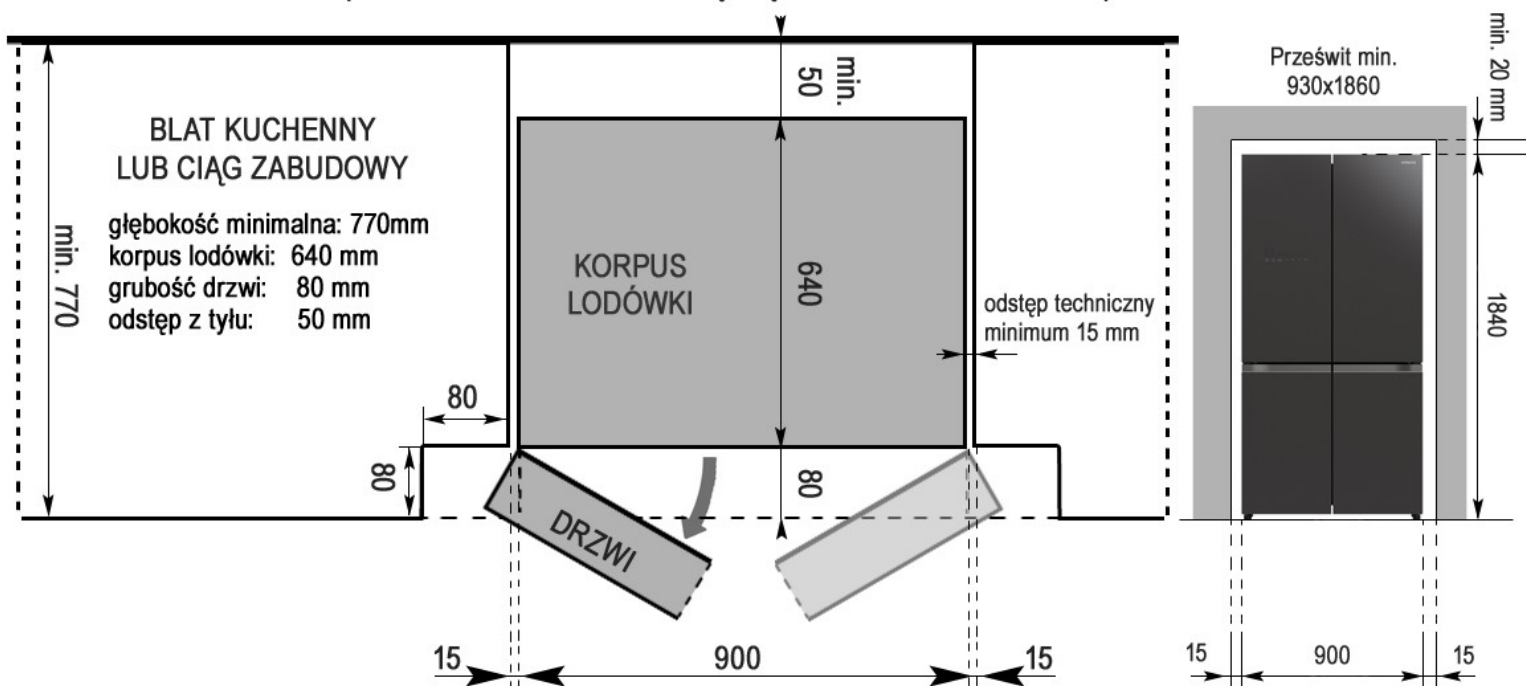 BLAT KUCHENNY
LUB CIĄG ZABUDOWY
głębokość minimalna: 770mm
korpus lodówki: 640 mm
grubość drzwi: 80 mm
odstęp z tyłu: 50 mm
min. 770
80
80
min.
50
KORPUS
LODÓWKI
640
80
DRZWI
odstęp techniczny
minimum 15 mm
15
900
15
Prześwit min.
930x1860
min. 20 mm
1840
15
900
15